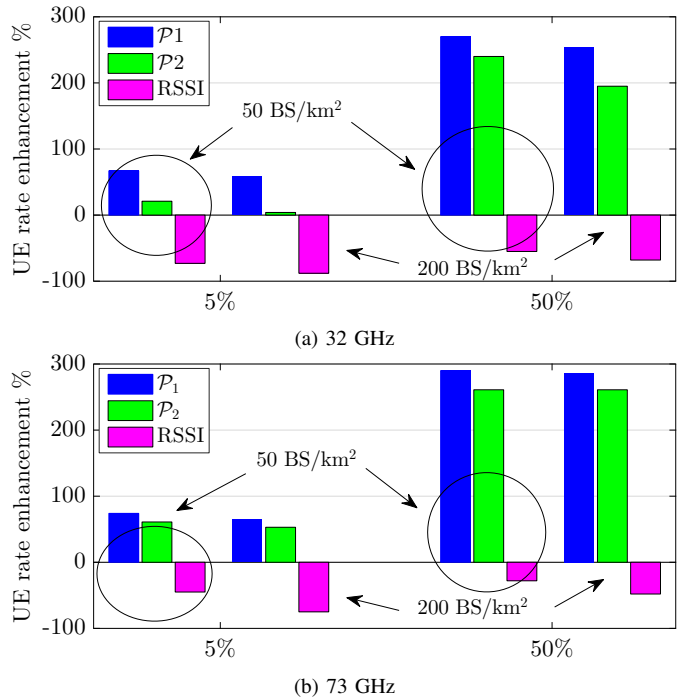 300
200
100
0
-100
UE rate enhancement %
𝒫1
𝒫2
RSSI
50 BS/km²
200 BS/km²
5%
50%
(a) 32 GHz
300
200
100
0
-100
UE rate enhancement %
𝒫₁
𝒫₂
RSSI
50 BS/km²
200 BS/km²
5%
50%
(b) 73 GHz